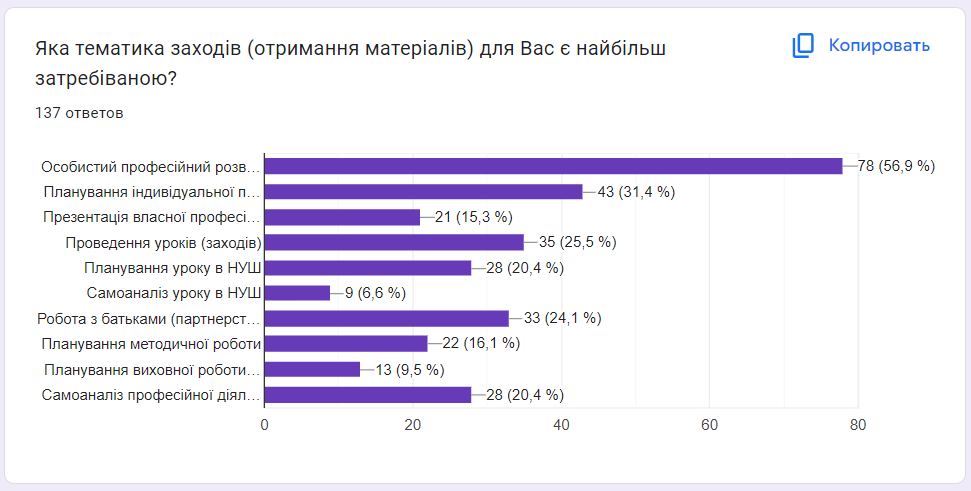 Яка тематика заходів (отримання матеріалів) для Вас є найбільш
затребіваною?
Копировать
137 ответов
Особистий професійний розв...
78 (56,9 %)
Планування індивідуальної п...
43 (31,4 %)
Презентація власної професі...
21 (15,3 %)
Проведення уроків (заходів)
35 (25,5 %)
Планування уроку в НУШ
28 (20,4 %)
Самоаналіз уроку в НУШ
9 (6,6 %)
Робота з батьками (партнерст...
33 (24,1 %)
Планування методичної роботи
22 (16,1 %)
Планування виховної роботи...
13 (9,5 %)
Самоаналіз професійної діял...
28 (20,4 %)
0 20 40 60 80